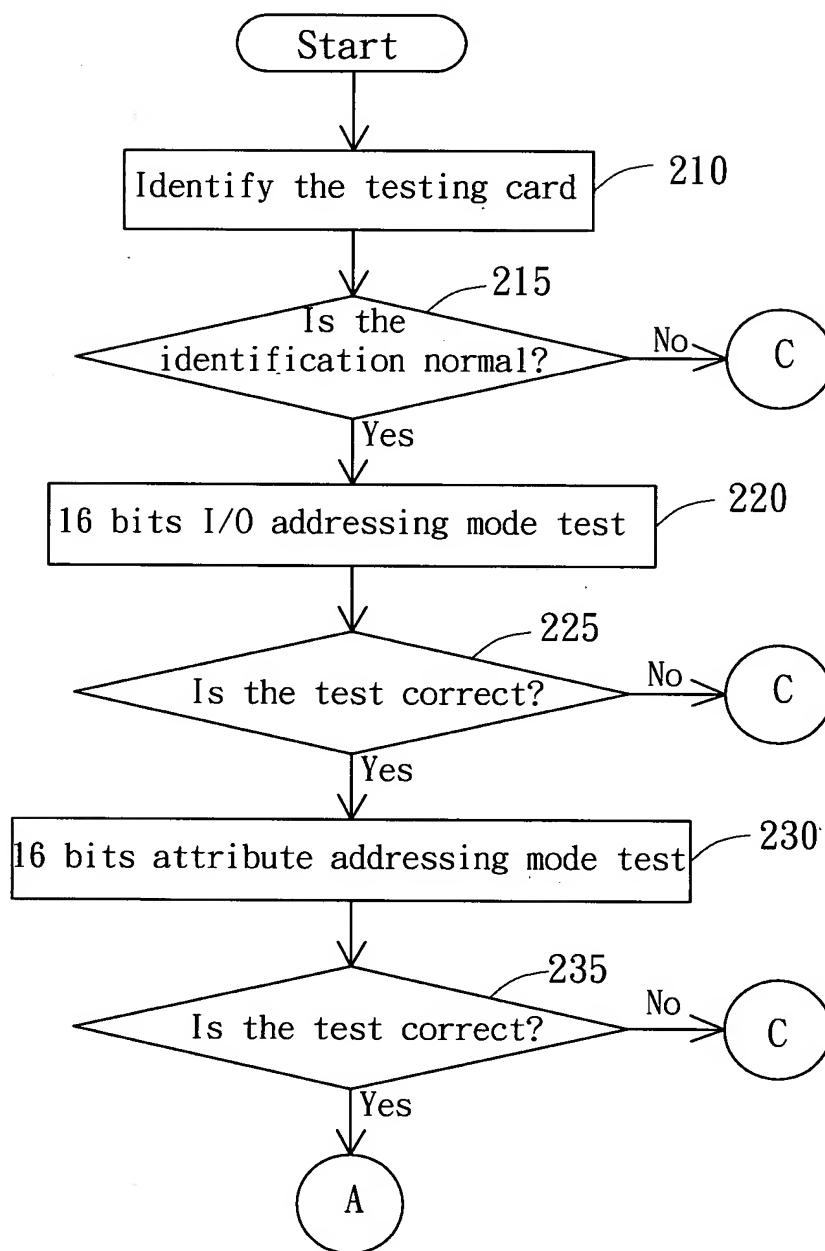 Start
Identify the testing card
210
215
Is the
identification normal?
No
C
Yes
16 bits I/O addressing mode test
220
225
Is the test correct?
No
C
Yes
16 bits attribute addressing mode test
230
235
Is the test correct?
No
C
Yes
A